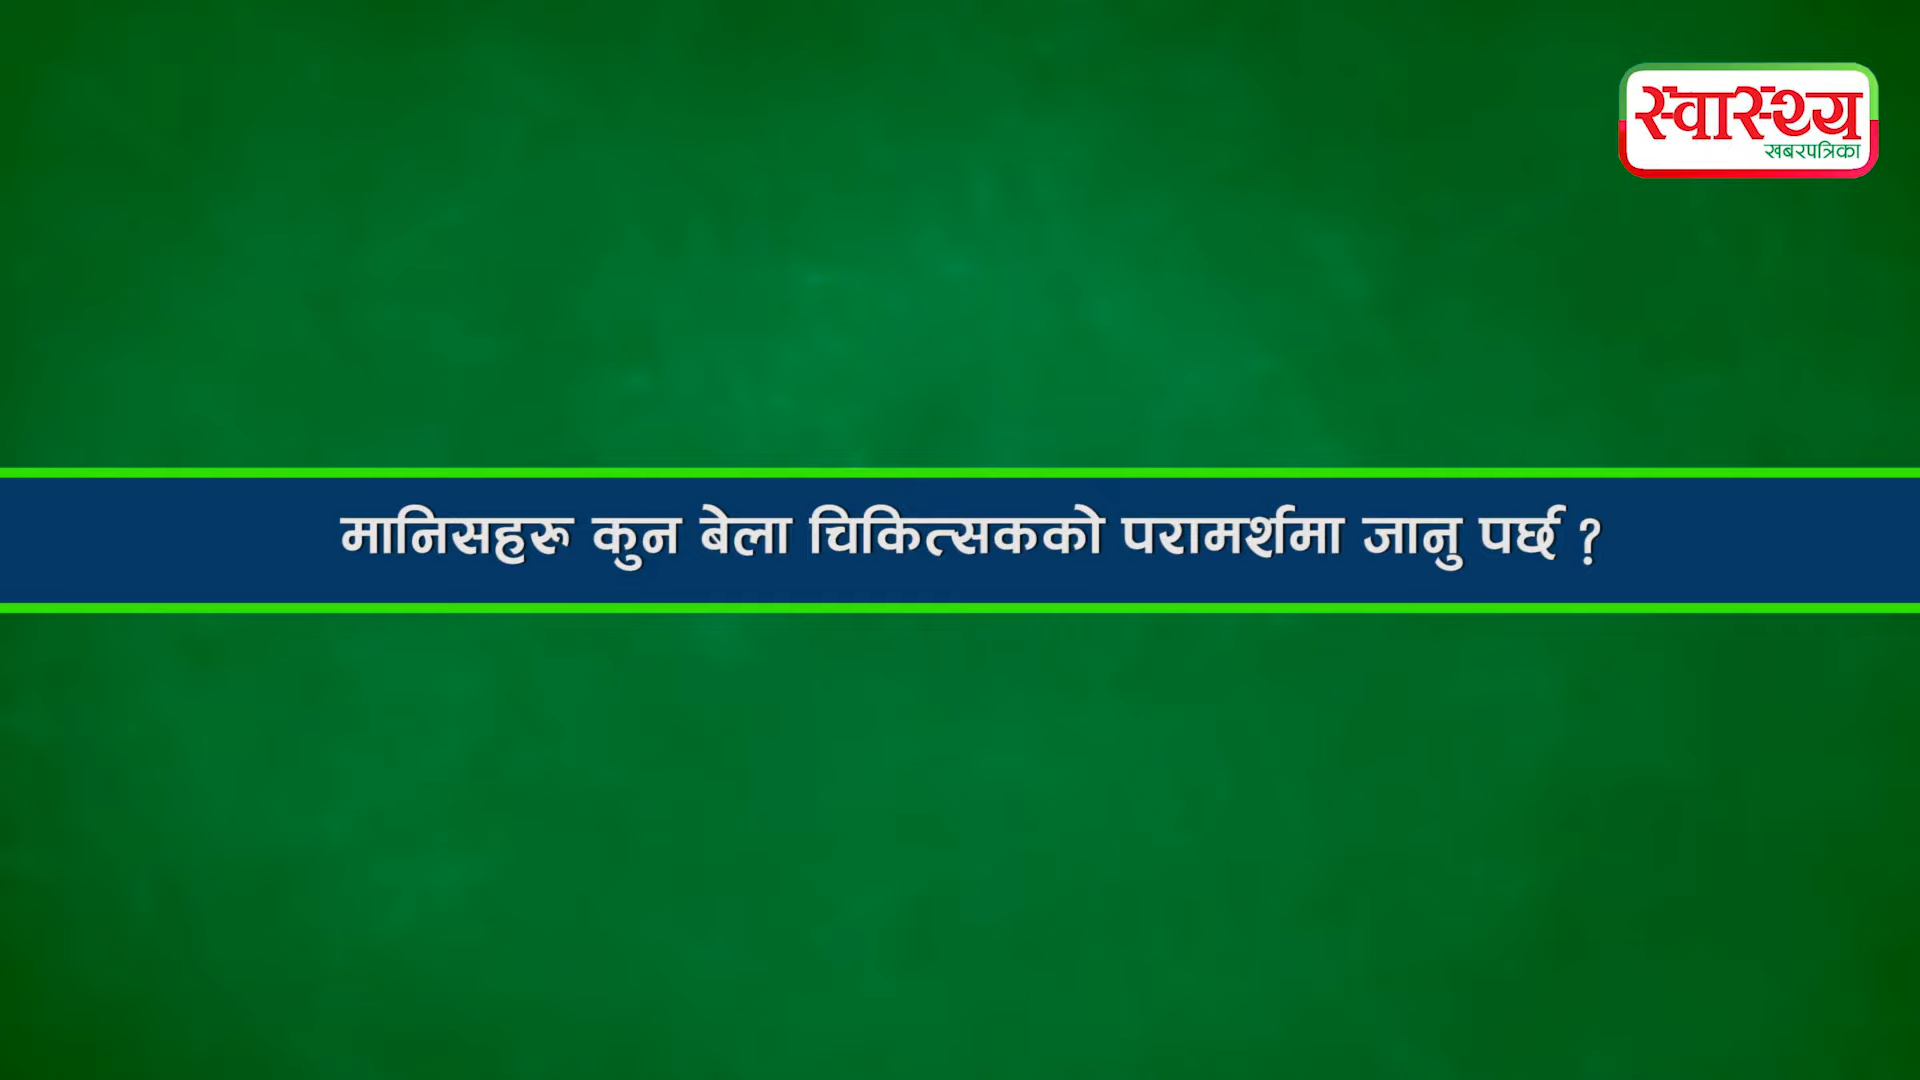 स्वास्थ्य
खबरपत्रिका
मानिसहरू कुन बेला चिकित्सकको परामर्शमा जानु पर्छ ?